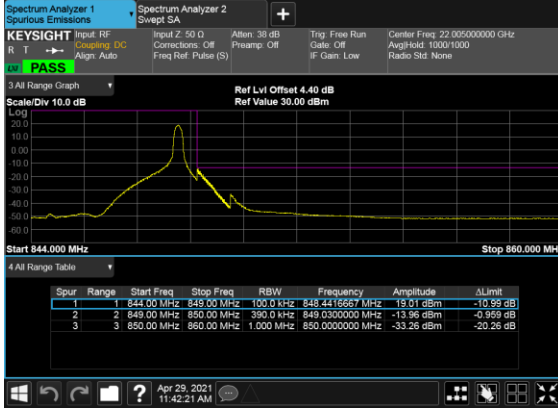 Spectrum Analyzer 1
Spurious Emissions
Spectrum Analyzer 2
Swept SA
+
KEYSIGHT
R T
LXI PASS
Input: RF
Coupling: DC
Align: Auto
Input Z: 50 Ω
Corrections: Off
Freq Ref: Pulse (S)
Atten: 38 dB
Preamp: Off
Trig: Free Run
Gate: Off
IF Gain: Low
Center Freq: 22.005000000 GHz
Avg|Hold: 1000/1000
Radio Std: None
3 All Range Graph
Scale/Div 10.0 dB
Ref Lvl Offset 4.40 dB
Ref Value 30.00 dBm
Log
20.0
10.0
0.00
-10.0
-20.0
-30.0
-40.0
-50.0
-60.0
Start 844.000 MHz
Stop 860.000 MH
4 All Range Table
Spur Range Start Freq Stop Freq RBW Frequency Amplitude ΔLimit
1 1 844.00 MHz 849.00 MHz 100.0 kHz 848.4416667 MHz 19.01 dBm -10.99 dB
2 2 849.00 MHz 850.00 MHz 390.0 kHz 849.0300000 MHz -13.96 dBm -0.959 dB
3 3 850.00 MHz 860.00 MHz 1.000 MHz 850.0000000 MHz -33.26 dBm -20.26 dB
?
Apr 29, 2021
11:42:21 AM